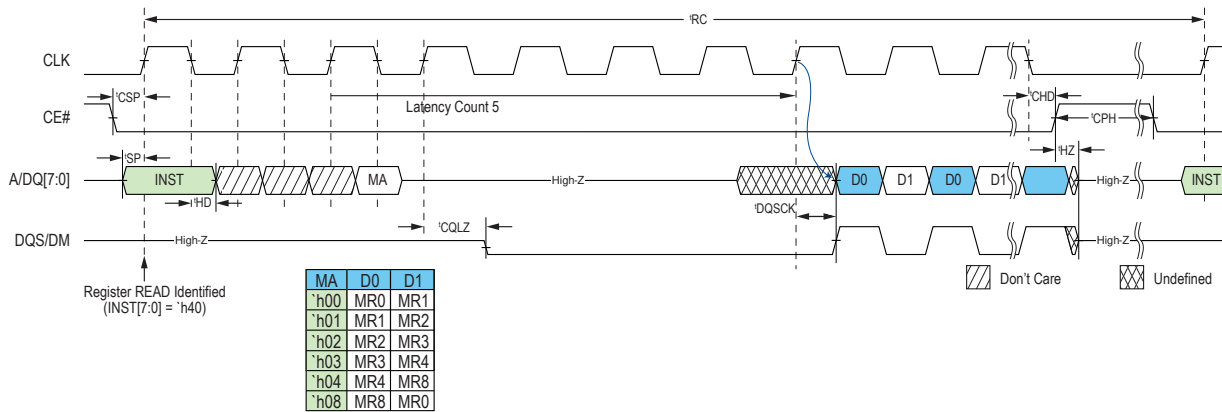 tRC
CLK
tCSP
Latency Count 5
tCHD
CE#
tCPH
tSP
tHZ
A/DQ[7:0]
INST
MA
High-Z
D0
D1
D0
D1
High-Z
INST
tHD
tCQLZ
tDQSCK
DQS/DM
High-Z
High-Z
Register READ Identified
(INST[7:0] = `h40)
Don't Care
Undefined
MA D0 D1
`h00 MR0 MR1
`h01 MR1 MR2
`h02 MR2 MR3
`h03 MR3 MR4
`h04 MR4 MR8
`h08 MR8 MR0